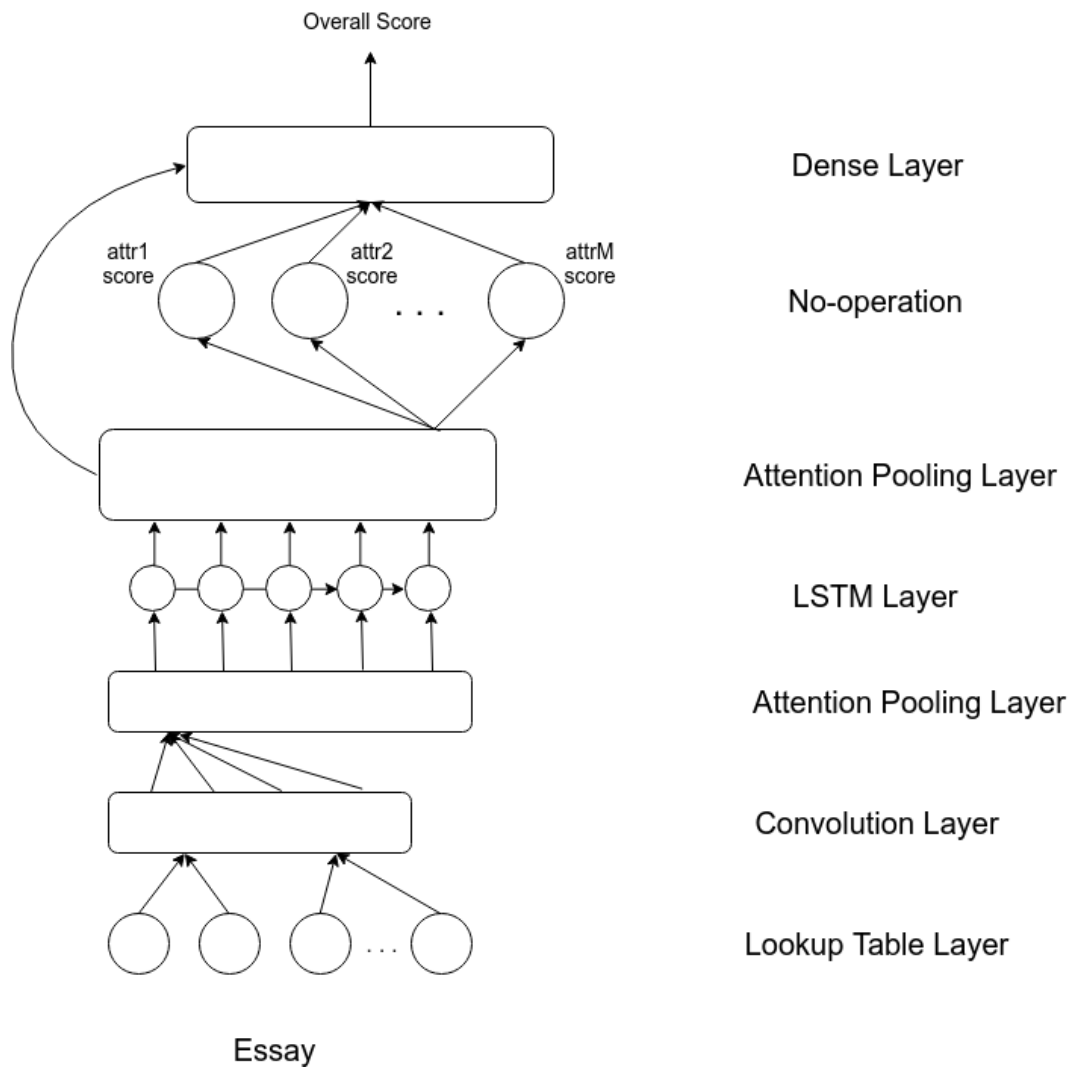 Overall Score
Dense Layer
attr1
score
attr2
score
attrM
score
. . .
No-operation
Attention Pooling Layer
LSTM Layer
Attention Pooling Layer
Convolution Layer
. . .
Lookup Table Layer
Essay